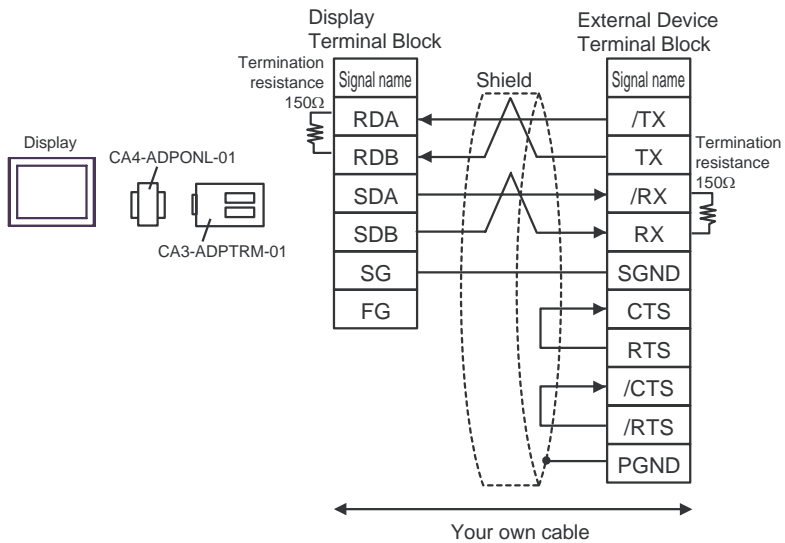 Display
Terminal Block
External Device
Terminal Block
Termination
resistance
150Ω
Signal name
RDA
RDB
SDA
SDB
SG
FG
Shield
Signal name
/TX
TX
/RX
RX
SGND
CTS
RTS
/CTS
/RTS
PGND
Termination
resistance
150Ω
Display
CA4-ADPONL-01
CA3-ADPTRM-01
Your own cable